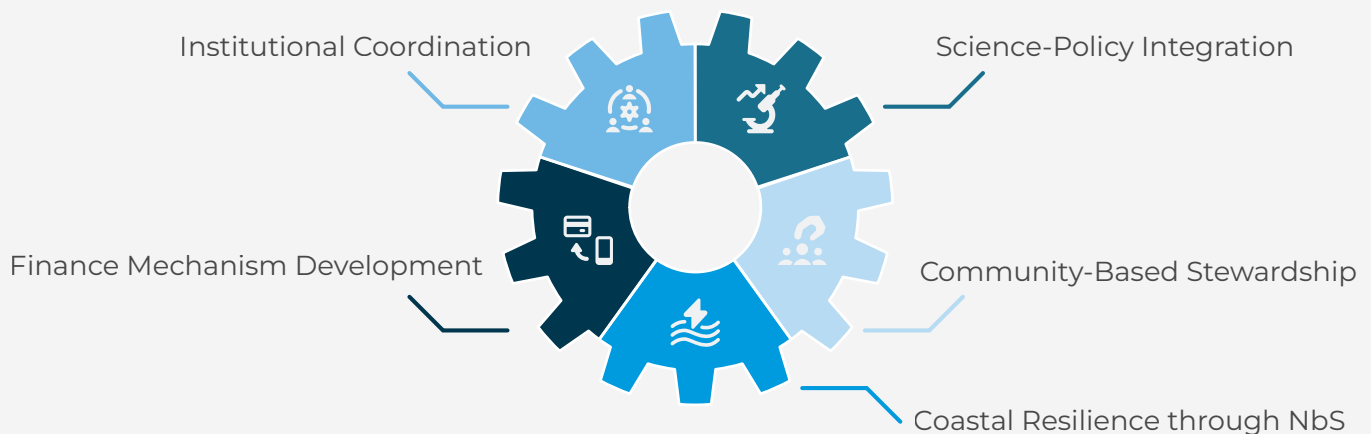 Institutional Coordination
Science-Policy Integration
Finance Mechanism Development
Community-Based Stewardship
Coastal Resilience through NbS